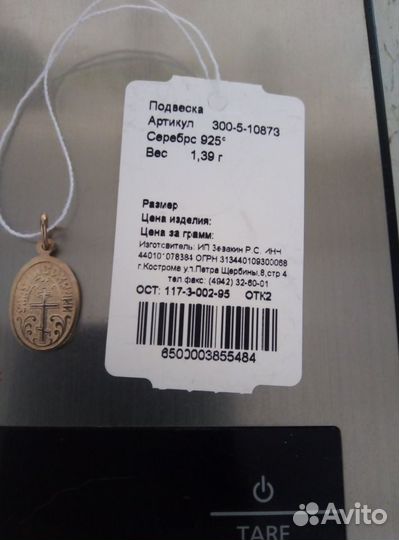 Подвеска
Артикул 300-5-10873
Серебро 925°
Вес 1,39 г
Размер
Цена изделия:
Цена за грамм:
Изготовитель: ИП Зевакин Р.С. ИНН
440101078384 ОГРН 313440109300068
г.Кострома ул.Петра Щербины,8,стр 4
тел факс: (4942) 32-60-01
ОСТ: 117-3-002-95 ОТК2
6500003855484
TARE
Avito